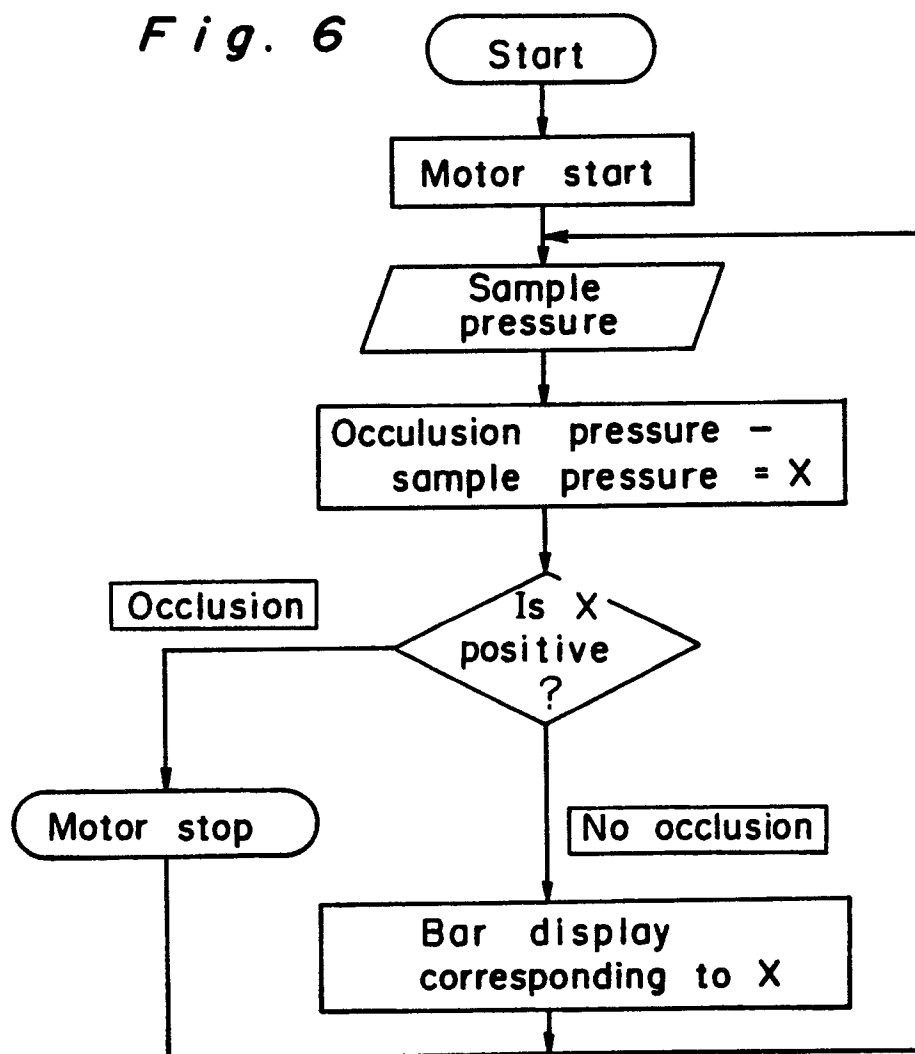 Fig. 6
Start
Motor start
Sample
pressure
Occulusion pressure -
sample pressure = X
Is X
positive
?
Occlusion
Motor stop
No occlusion
Bar display
corresponding to X